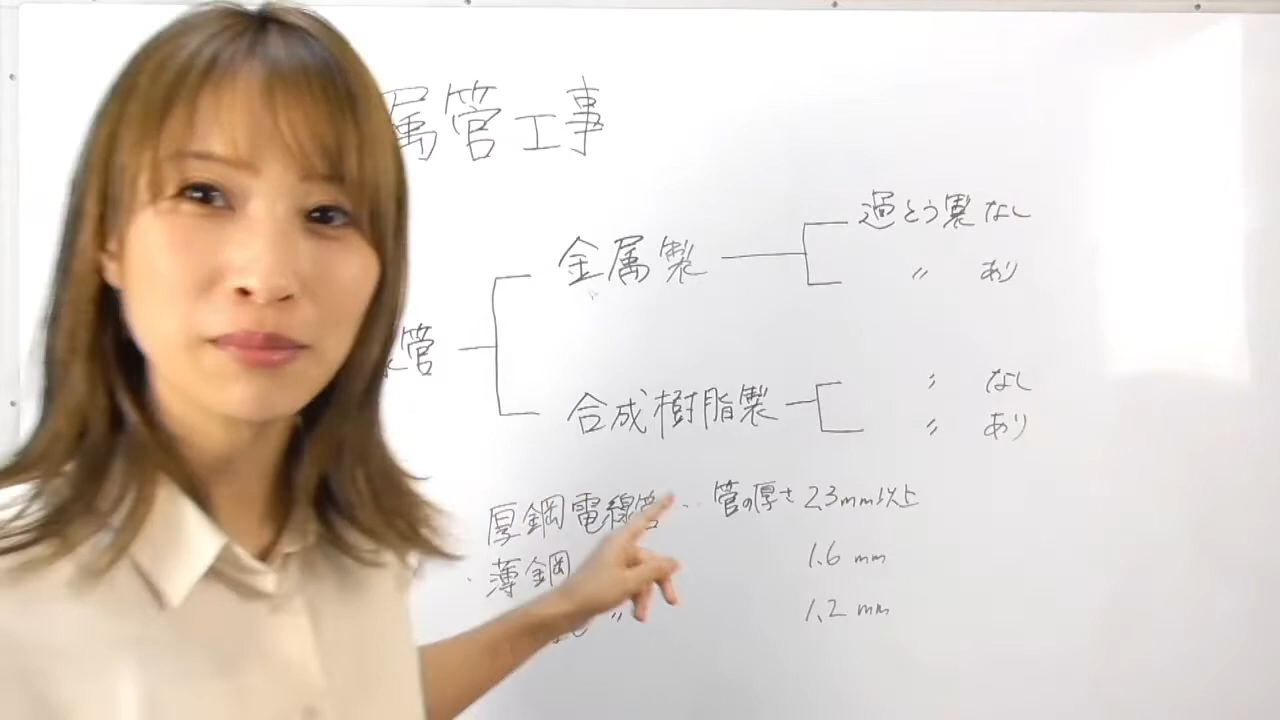 属管工事
金属製
過とう製なし
〃 あり
管
合成樹脂製
〃 なし
〃 あり
厚鋼電線管… 管の厚さ 2.3mm以上
・薄鋼 1.6mm
〃 1.2mm